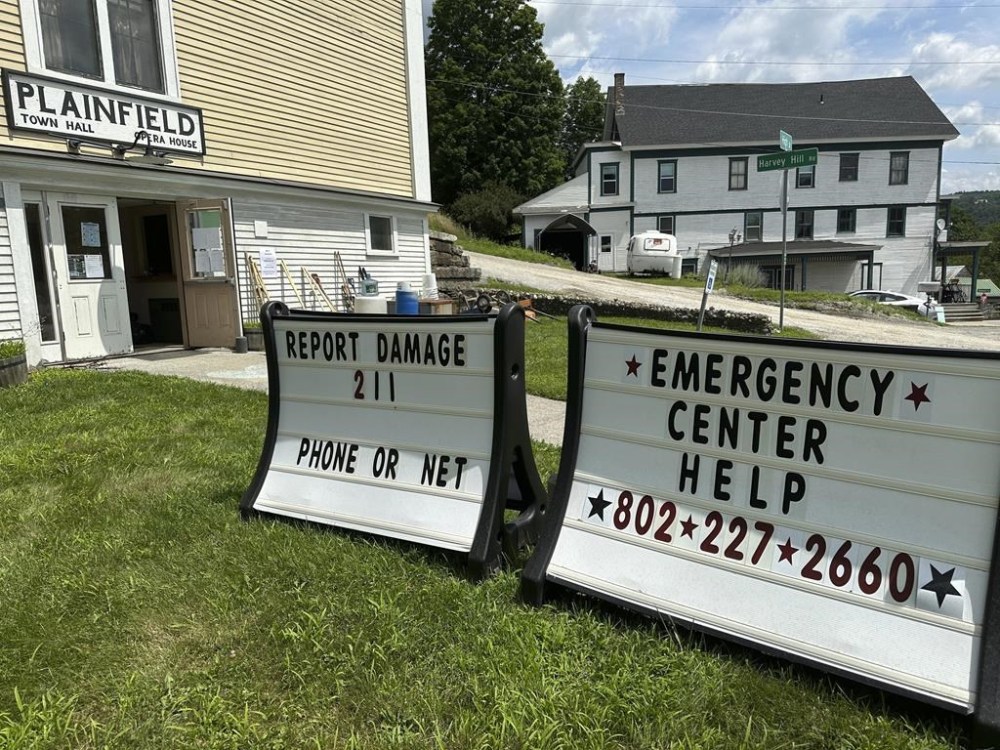 PLAINFIELD
TOWN HALL OPERA HOUSE
Harvey Hill Rd
REPORT DAMAGE
211
PHONE OR NET
EMERGENCY
CENTER
HELP
802 227 2660